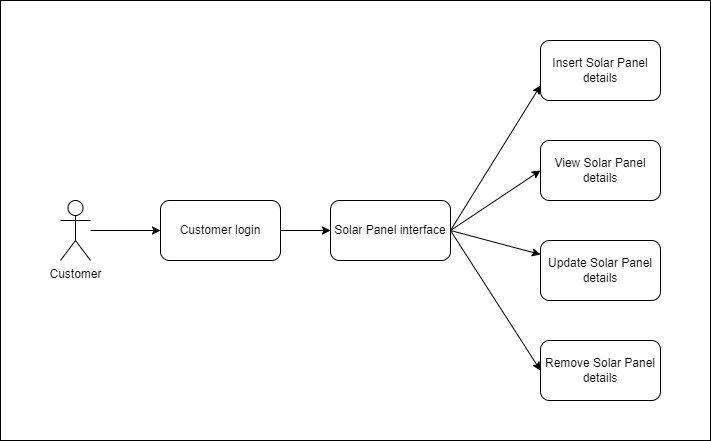 Insert Solar Panel
details
View Solar Panel
details
Customer login
Solar Panel interface
Customer
Update Solar Panel
details
Remove Solar Panel
details